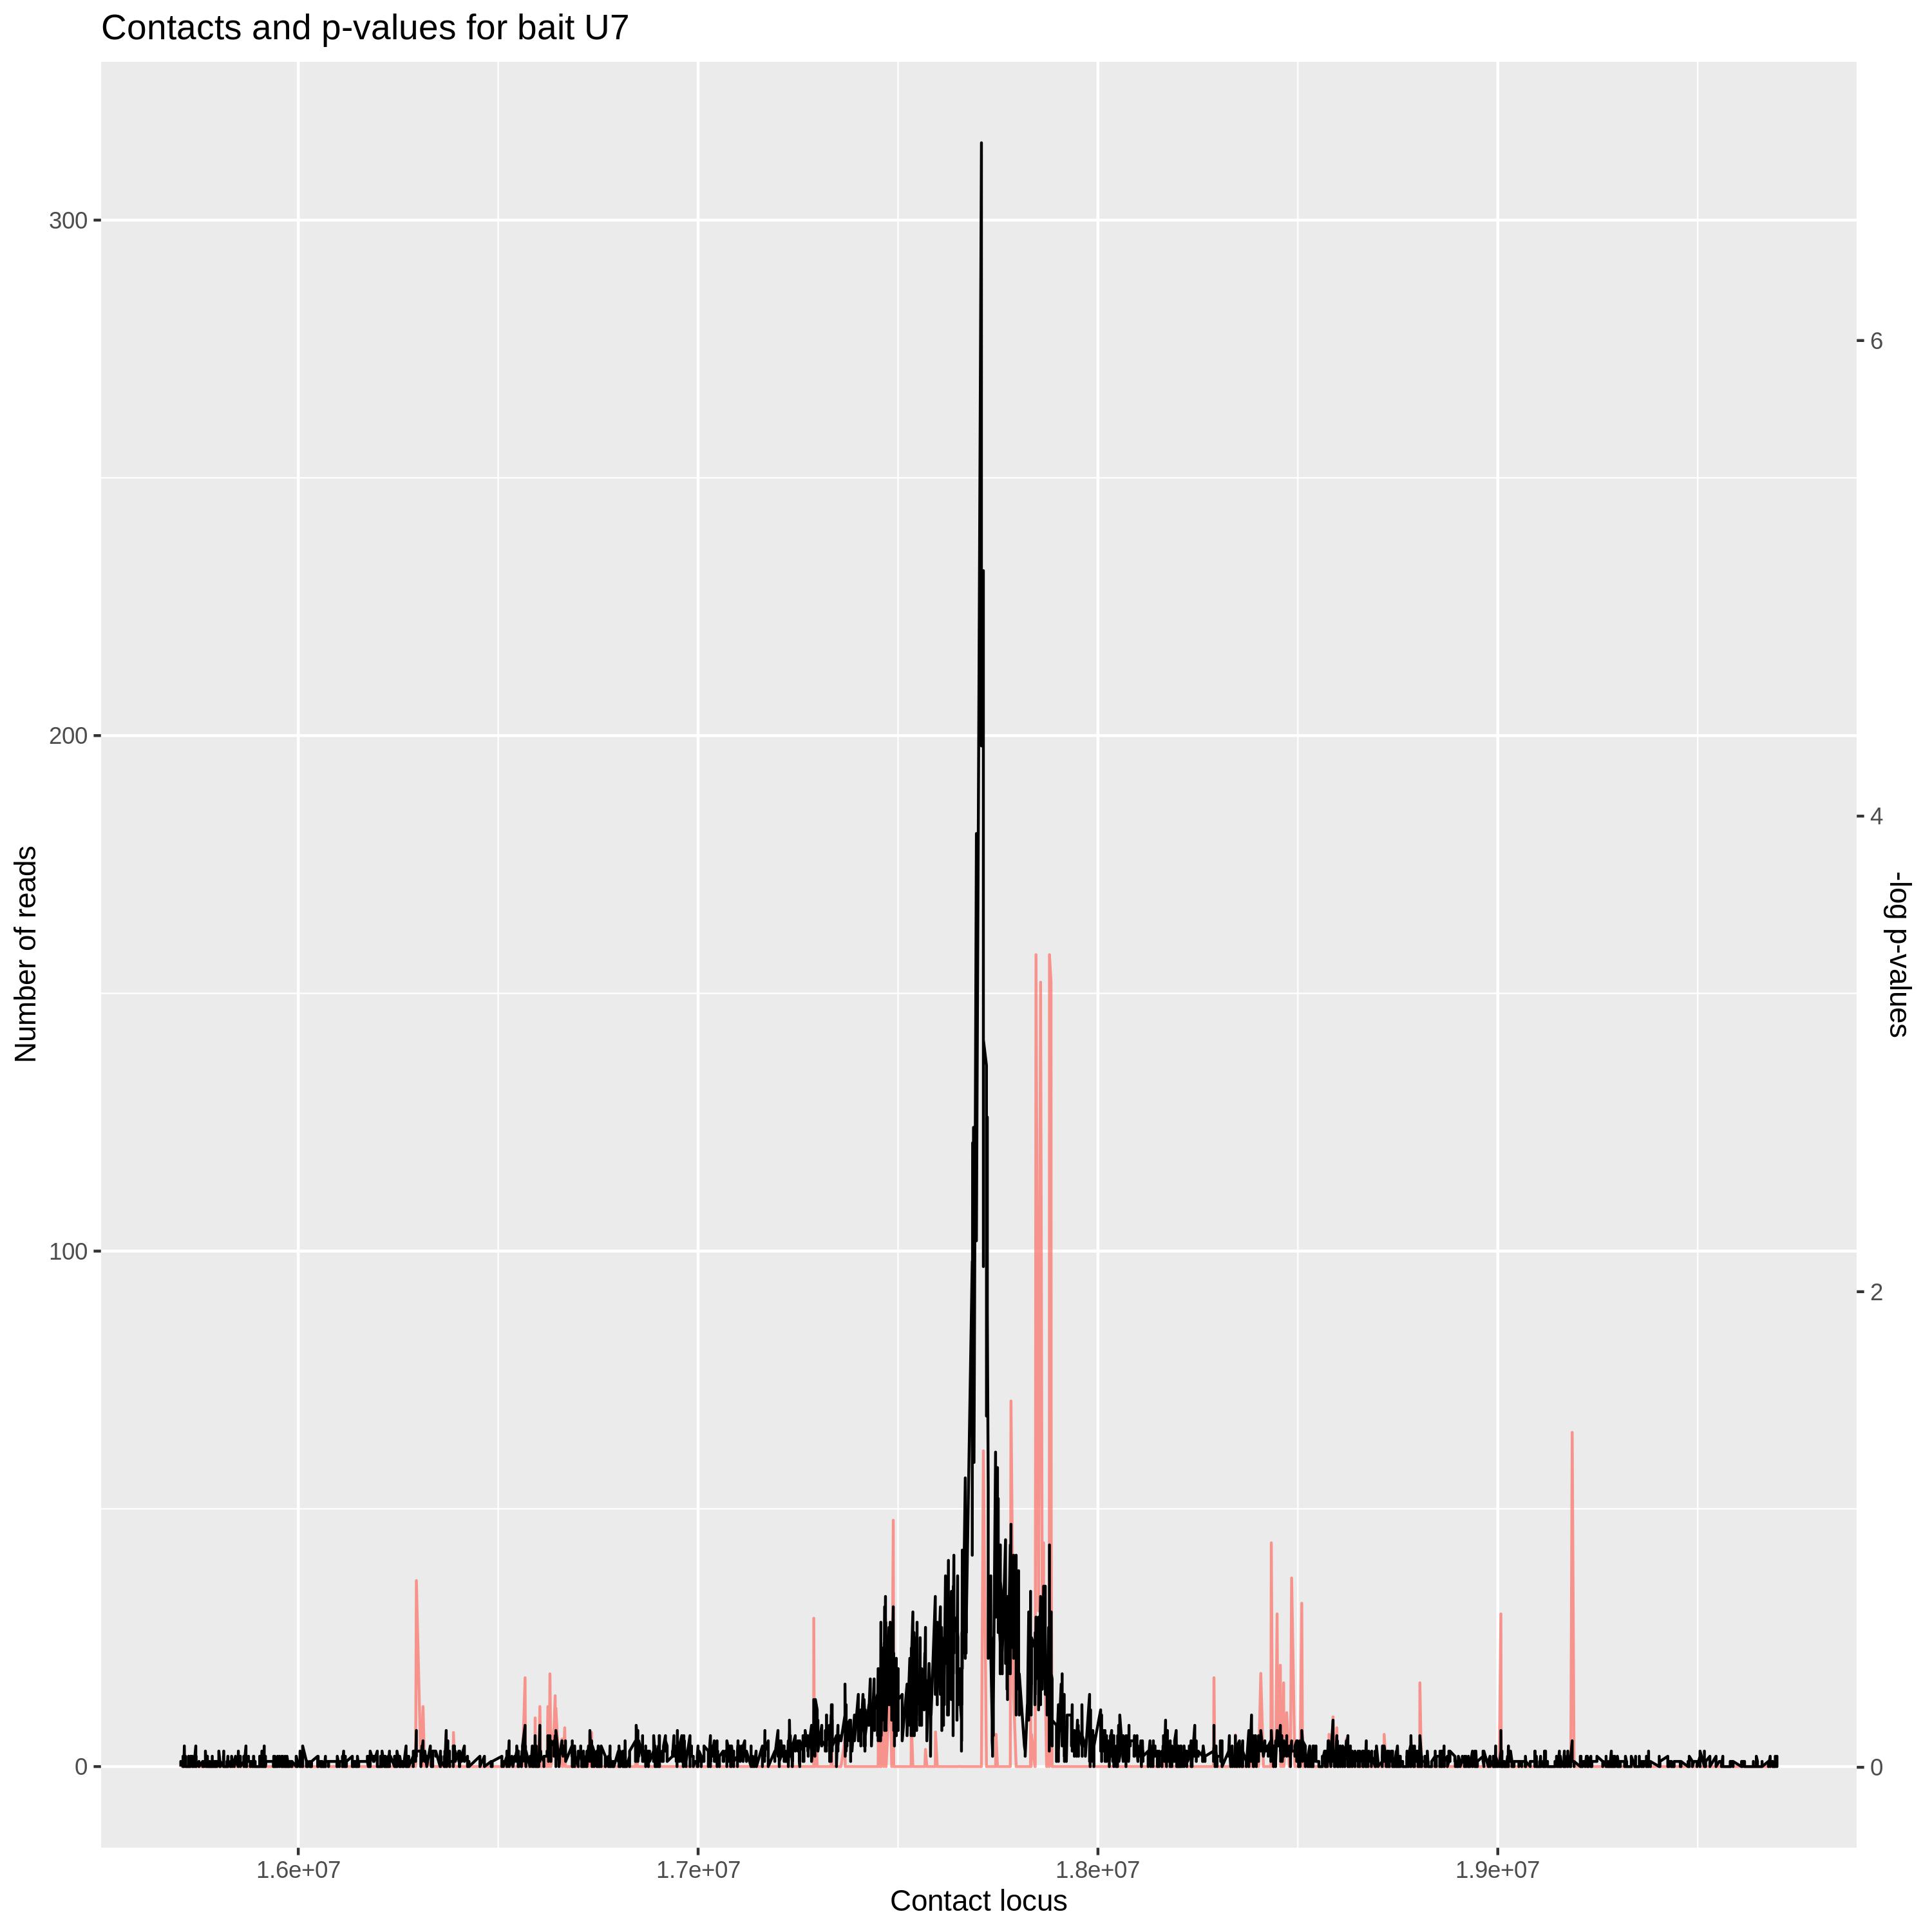 Contacts and p-values for bait U7
300
200
100
0
6
4
2
0
Number of reads
-log p-values
1.6e+07
1.7e+07
1.8e+07
1.9e+07
Contact locus